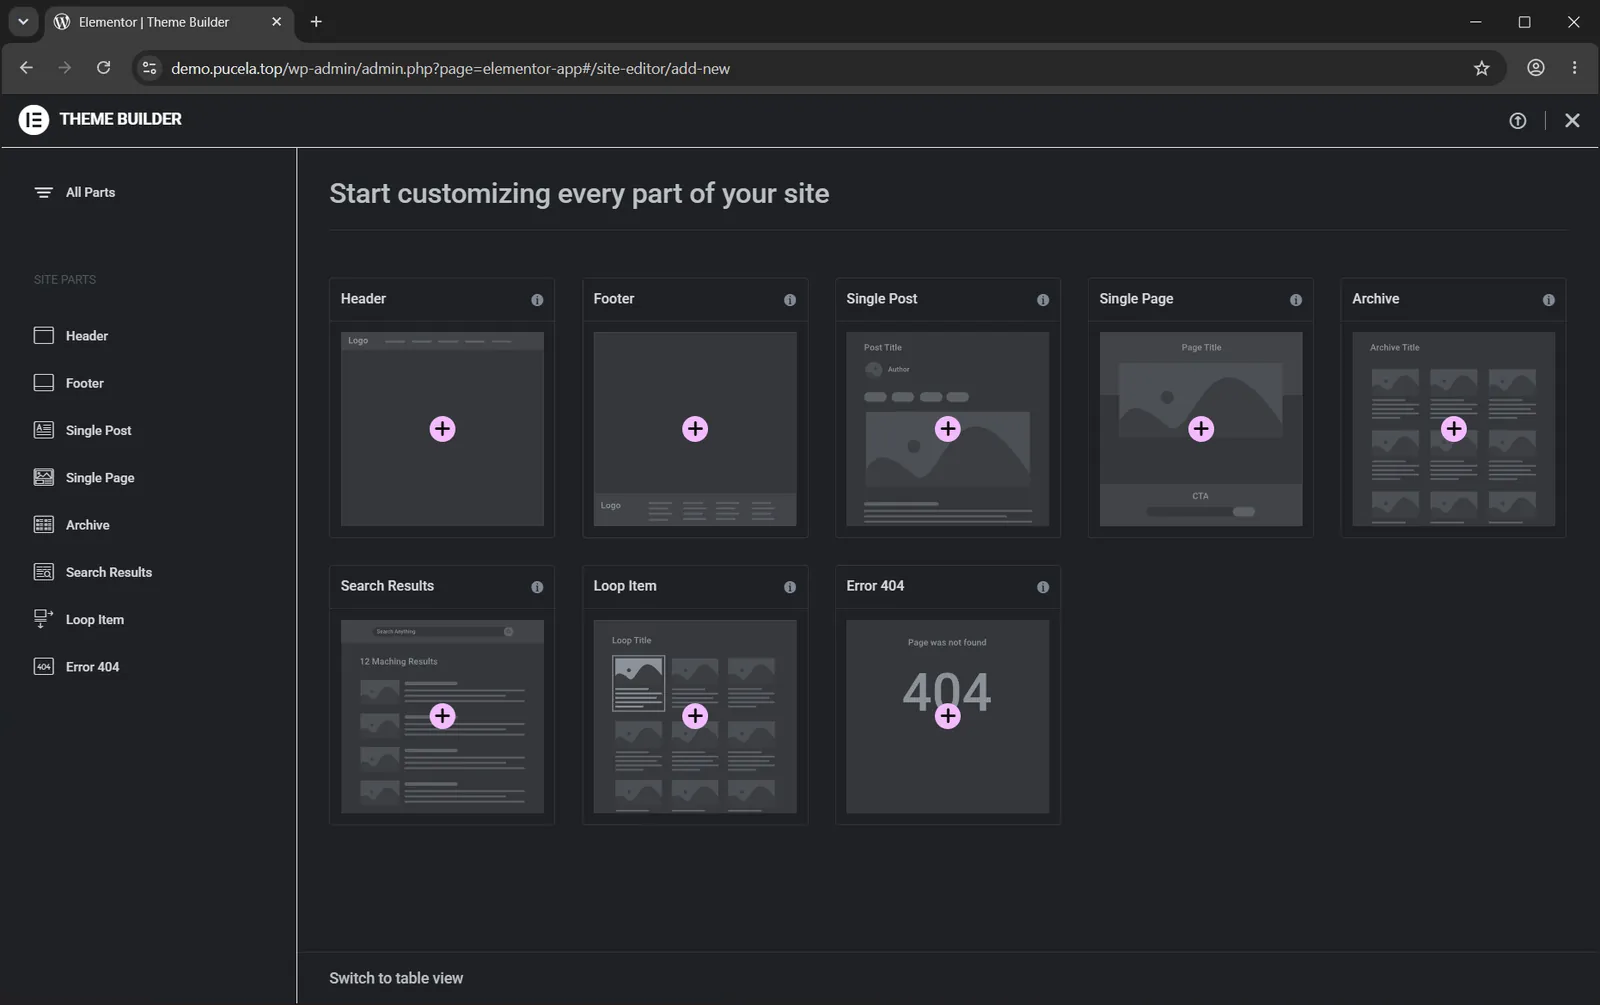 Elementor | Theme Builder
demo.pucela.top/wp-admin/admin.php?page=elementor-app#/site-editor/add-new
THEME BUILDER
All Parts
SITE PARTS
Header
Footer
Single Post
Single Page
Archive
Search Results
Loop Item
404
Error 404
Start customizing every part of your site
Header
Logo
Footer
Logo
Single Post
Post Title
Author
Single Page
Page Title
CTA
Archive
Archive Title
Search Results
Search Anything
12 Maching Results
Loop Item
Loop Title
Error 404
Page was not found
404
Switch to table view